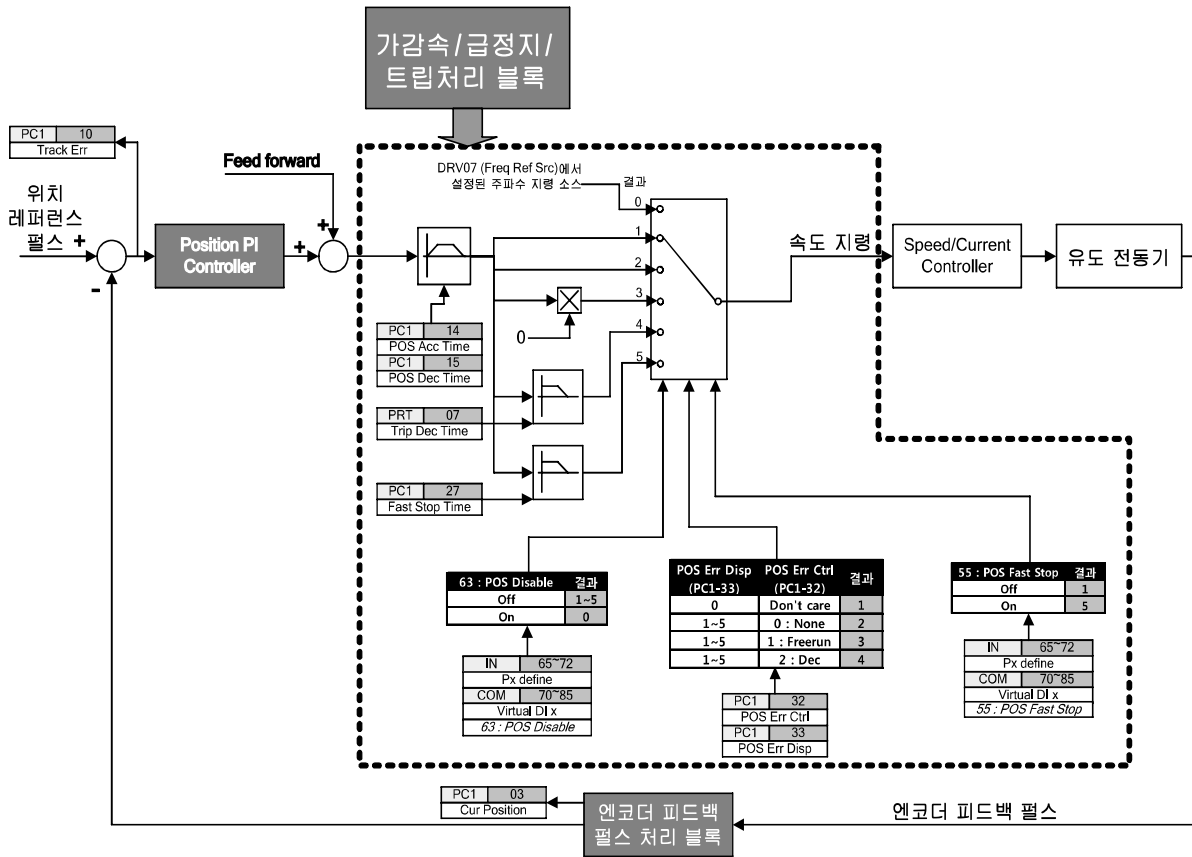 가감속/급정지/
트립처리 블록
PC1 10
Track Err
Feed forward
위치
레퍼런스
펄스
+
-
Position PI
Controller
+
+
DRV07 (Freq Ref Src)에서
설정된 주파수 지령 소스
결과
0
1
2
3
4
5
0
속도 지령
Speed/Current
Controller
유도 전동기
PC1 14
POS Acc Time
PC1 15
POS Dec Time
PRT 07
Trip Dec Time
PC1 27
Fast Stop Time
63 : POS Disable 결과
Off 1~5
On 0
IN 65~72
Px define
COM 70~85
Virtual DI x
63 : POS Disable
POS Err Disp (PC1-33) POS Err Ctrl (PC1-32) 결과
0 Don't care 1
1~5 0 : None 2
1~5 1 : Freerun 3
1~5 2 : Dec 4
PC1 32
POS Err Ctrl
PC1 33
POS Err Disp
55 : POS Fast Stop 결과
Off 1
On 5
IN 65~72
Px define
COM 70~85
Virtual DI x
55 : POS Fast Stop
PC1 03
Cur Position
엔코더 피드백
펄스 처리 블록
엔코더 피드백 펄스